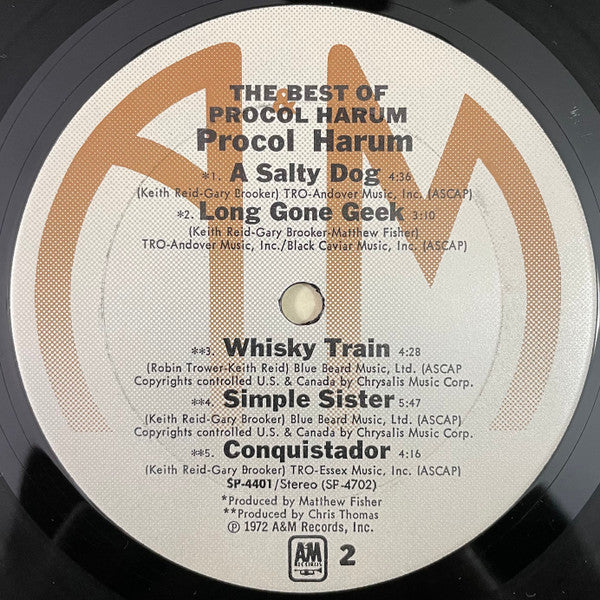 THE BEST OF
PROCOL HARUM
Procol Harum
*1. A Salty Dog 4:36
(Keith Reid-Gary Brooker) TRO-Andover Music, Inc. (ASCAP)
*2. Long Gone Geek 3:10
(Keith Reid-Gary Brooker-Matthew Fisher)
TRO-Andover Music, Inc./Black Caviar Music, Inc. (ASCAP)
**3. Whisky Train 4:28
(Robin Trower-Keith Reid) Blue Beard Music, Ltd. (ASCAP
Copyrights controlled U.S. & Canada by Chrysalis Music Corp.
**4. Simple Sister 5:47
(Keith Reid-Gary Brooker) Blue Beard Music, Ltd. (ASCAP)
Copyrights controlled U.S. & Canada by Chrysalis Music Corp.
**5. Conquistador 4:16
(Keith Reid-Gary Brooker) TRO-Essex Music, Inc. (ASCAP)
SP-4401/Stereo (SP-4702)
*Produced by Matthew Fisher
**Produced by Chris Thomas
℗ 1972 A&M Records, Inc.
A&M
RECORDS
2
A&M